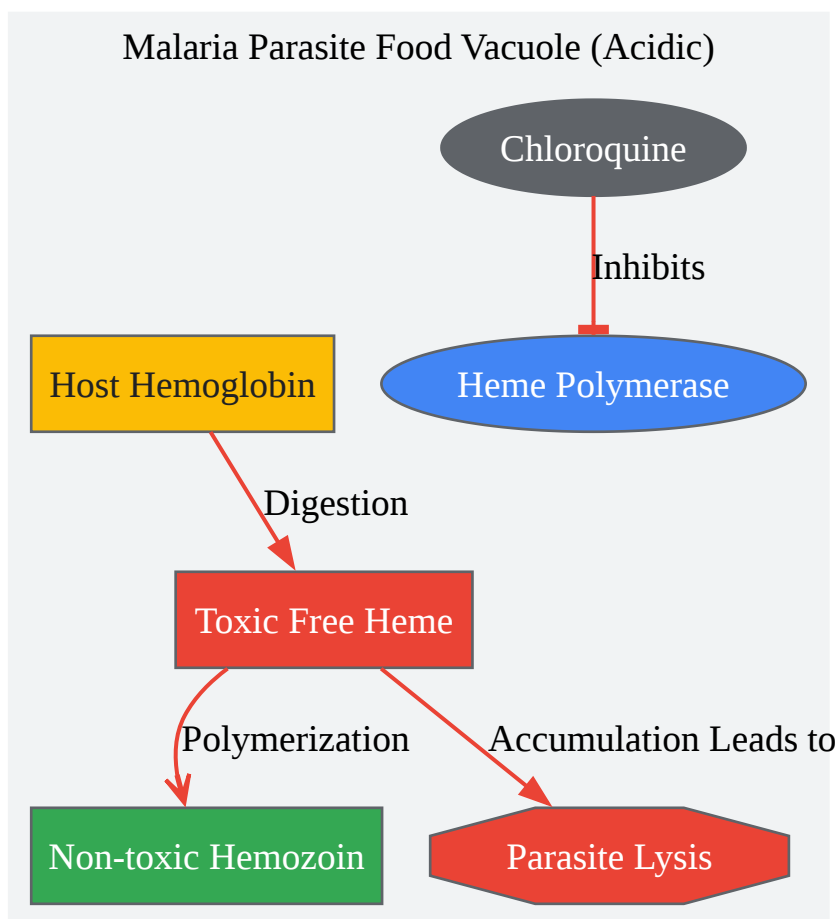 Malaria Parasite Food Vacuole (Acidic)
Chloroquine
Inhibits
Host Hemoglobin
Heme Polymerase
Digestion
Toxic Free Heme
Polymerization
Accumulation Leads to
Non-toxic Hemozoin
Parasite Lysis